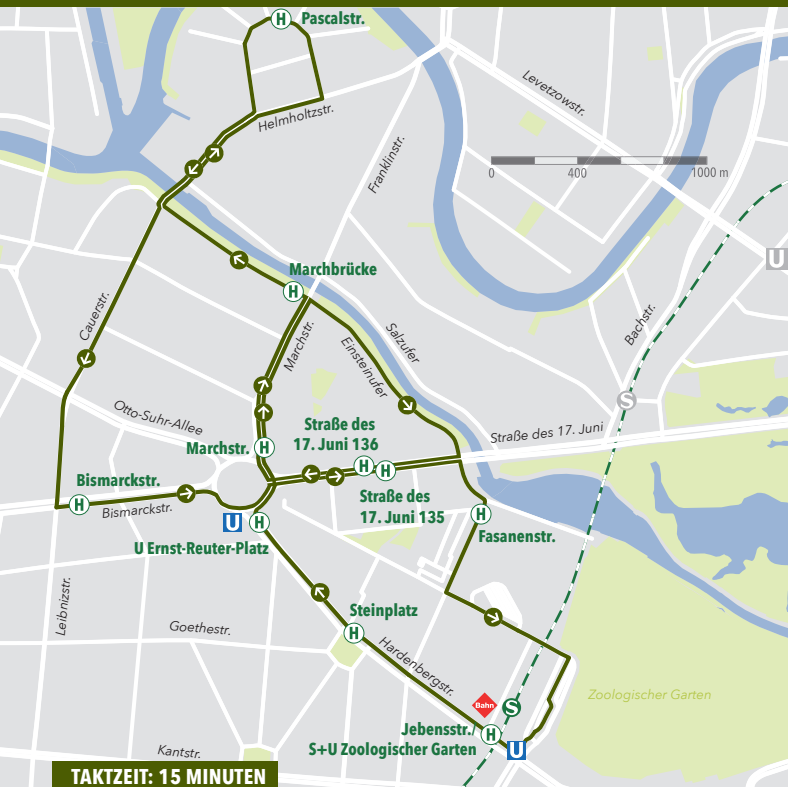 H Pascalstr.
Helmholtzstr.
Levetzowstr.
Franklinstr.
0 400 1000 m
U
Marchbrücke
H
Cauerstr.
Marchstr.
Einsteinufer
Salzufer
Bachstr.
S
Otto-Suhr-Allee
Straße des
17. Juni 136
Straße des 17. Juni
Marchstr. H
H H
Bismarckstr.
H
Bismarckstr.
Straße des
17. Juni 135
H
Fasanenstr.
U H
U Ernst-Reuter-Platz
Leibnizstr.
Goethestr.
Steinplatz
H
Hardenbergstr.
Zoologischer Garten
Bahn S
Jebensstr./
S+U Zoologischer Garten
H
U
Kantstr.
TAKTZEIT: 15 MINUTEN